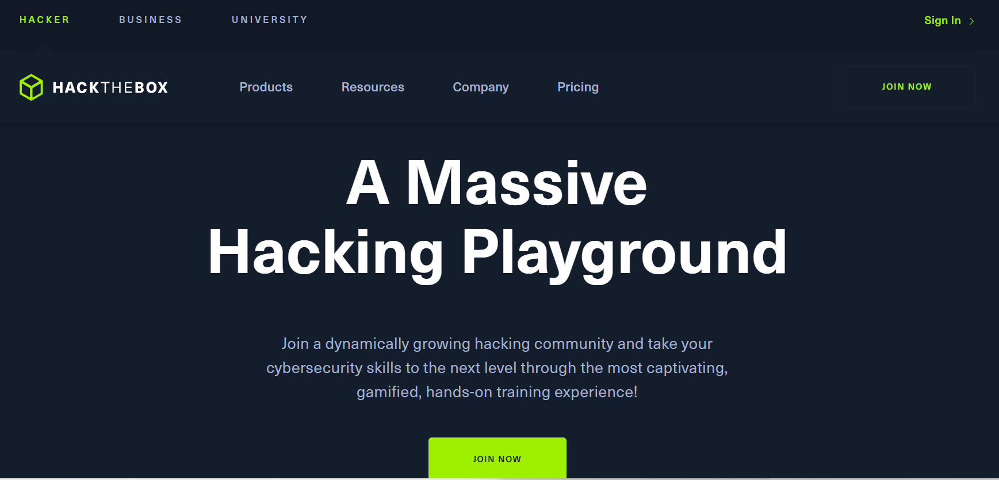 HACKER
BUSINESS
UNIVERSITY
Sign In
HACKTHEBOX
Products
Resources
Company
Pricing
JOIN NOW
A Massive
Hacking Playground
Join a dynamically growing hacking community and take your
cybersecurity skills to the next level through the most captivating,
gamified, hands-on training experience!
JOIN NOW